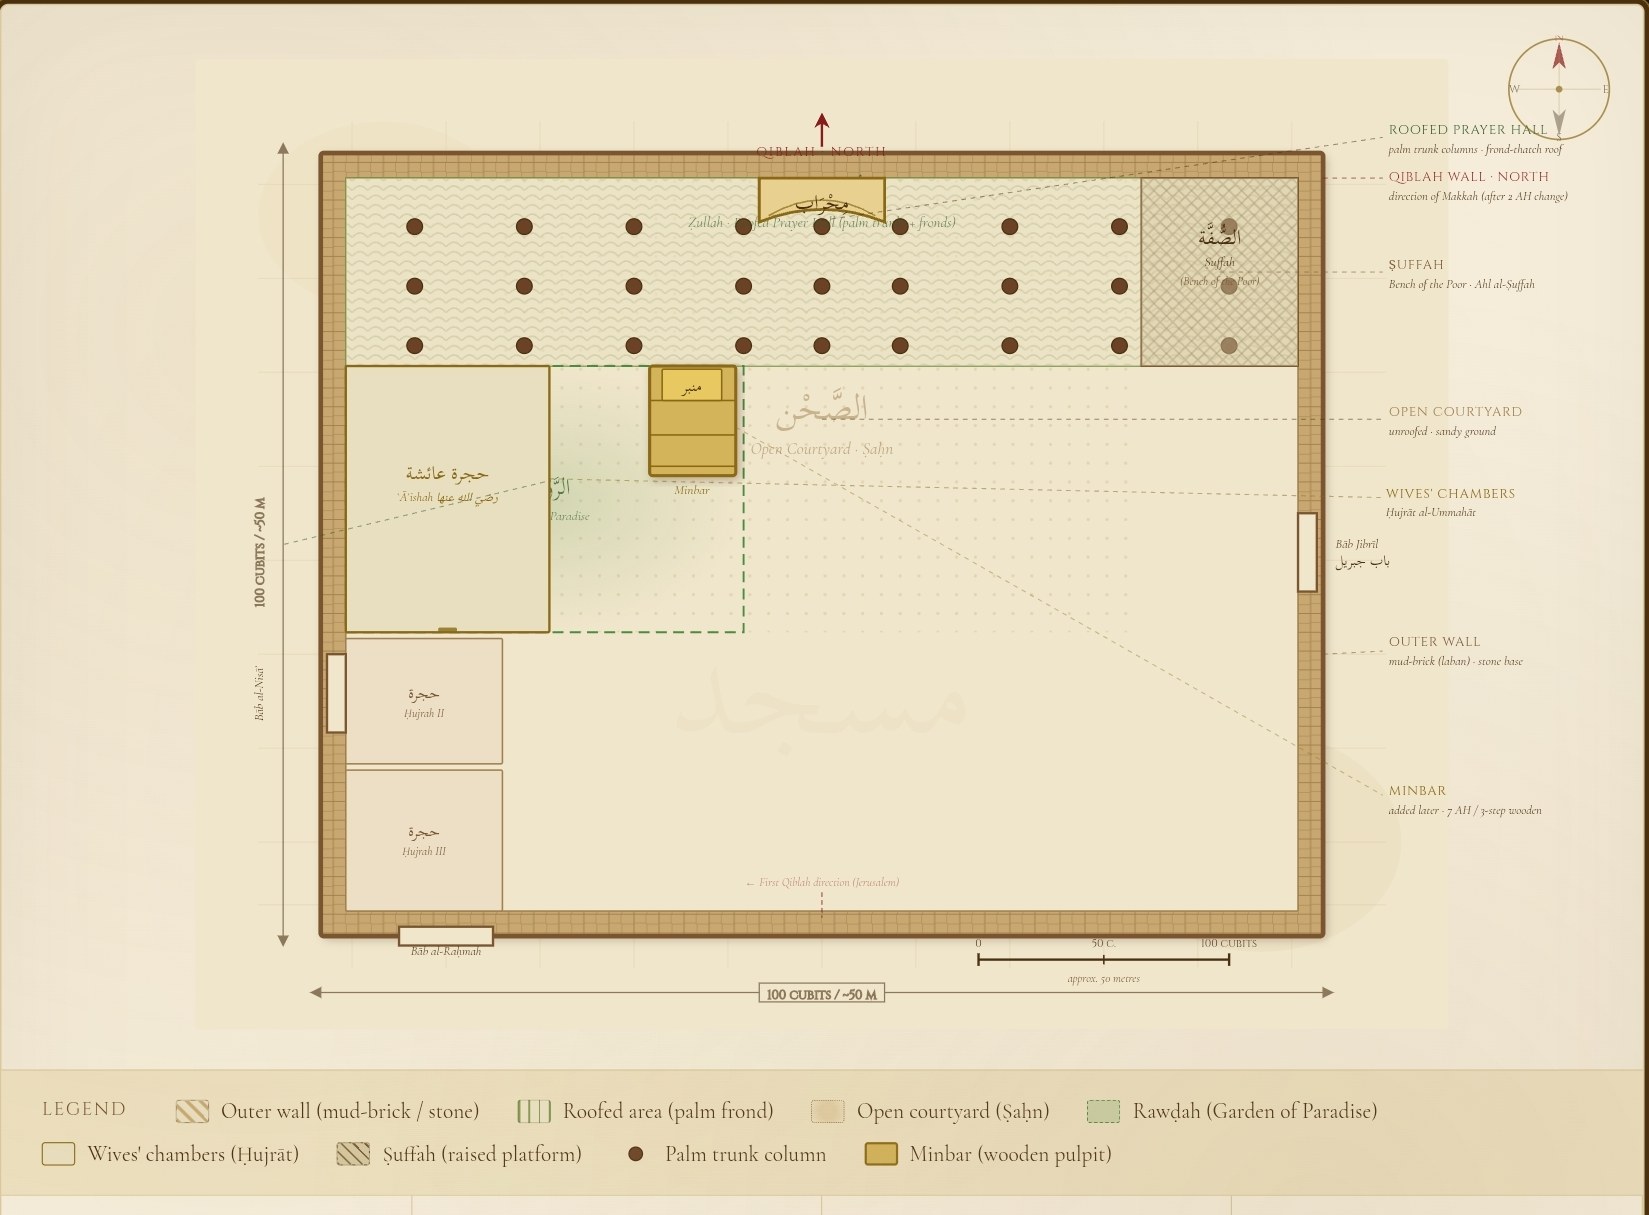 N
W
E
S
ROOFED PRAYER HALL
palm trunk columns · frond-thatch roof
QIBLAH · NORTH
QIBLAH WALL · NORTH
direction of Makkah (after 2 AH change)
مِحْرَاب
Zullah · Roofed Prayer Hall (palm trunks + fronds)
الصُّفَّة
Ṣuffah
(Bench of the Poor)
ṢUFFAH
Bench of the Poor · Ahl al-Ṣuffah
منبر
الصَّحْن
Open Courtyard · Ṣaḥn
OPEN COURTYARD
unroofed · sandy ground
حجرة عائشة
ʿĀʾishah رَضِيَ اللهُ عنها
Paradise
Minbar
WIVES' CHAMBERS
Ḥujrāt al-Ummahāt
100 CUBITS / ~50 M
Bāb Jibrīl
باب جبريل
OUTER WALL
mud-brick (laban) · stone base
Bāb al-Nisāʾ
حجرة
Ḥujrah II
مسجد
MINBAR
added later · 7 AH / 3-step wooden
حجرة
Ḥujrah III
← First Qiblah direction (Jerusalem)
Bāb al-Raḥmah
0
50 C.
100 CUBITS
approx. 50 metres
100 CUBITS / ~50 M
LEGEND
Outer wall (mud-brick / stone)
Roofed area (palm frond)
Open courtyard (Ṣaḥn)
Rawḍah (Garden of Paradise)
Wives' chambers (Ḥujrāt)
Ṣuffah (raised platform)
Palm trunk column
Minbar (wooden pulpit)